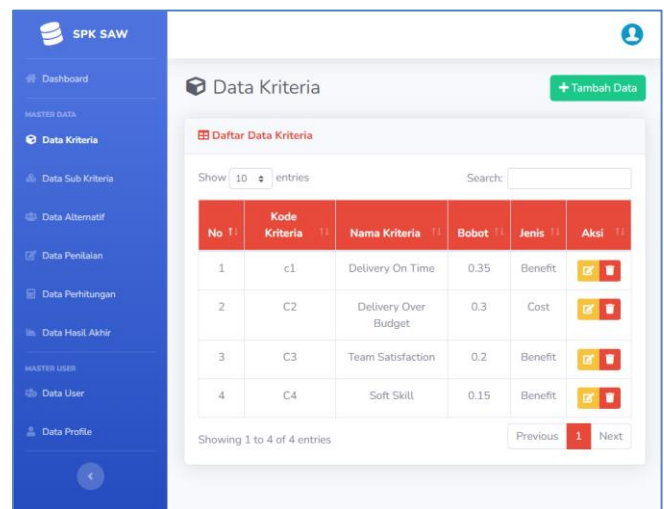 SPK SAW
Dashboard
MASTER DATA
Data Kriteria
Data Sub Kriteria
Data Alternatif
Data Penilaian
Data Perhitungan
Data Hasil Akhir
MASTER USER
Data User
Data Profile
Data Kriteria
Tambah Data
Daftar Data Kriteria
Show 10 entries
Search:
No Kode Kriteria Nama Kriteria Bobot Jenis Aksi
1 c1 Delivery On Time 0.35 Benefit
2 C2 Delivery Over Budget 0.3 Cost
3 C3 Team Satisfaction 0.2 Benefit
4 C4 Soft Skill 0.15 Benefit
Showing 1 to 4 of 4 entries
Previous 1 Next